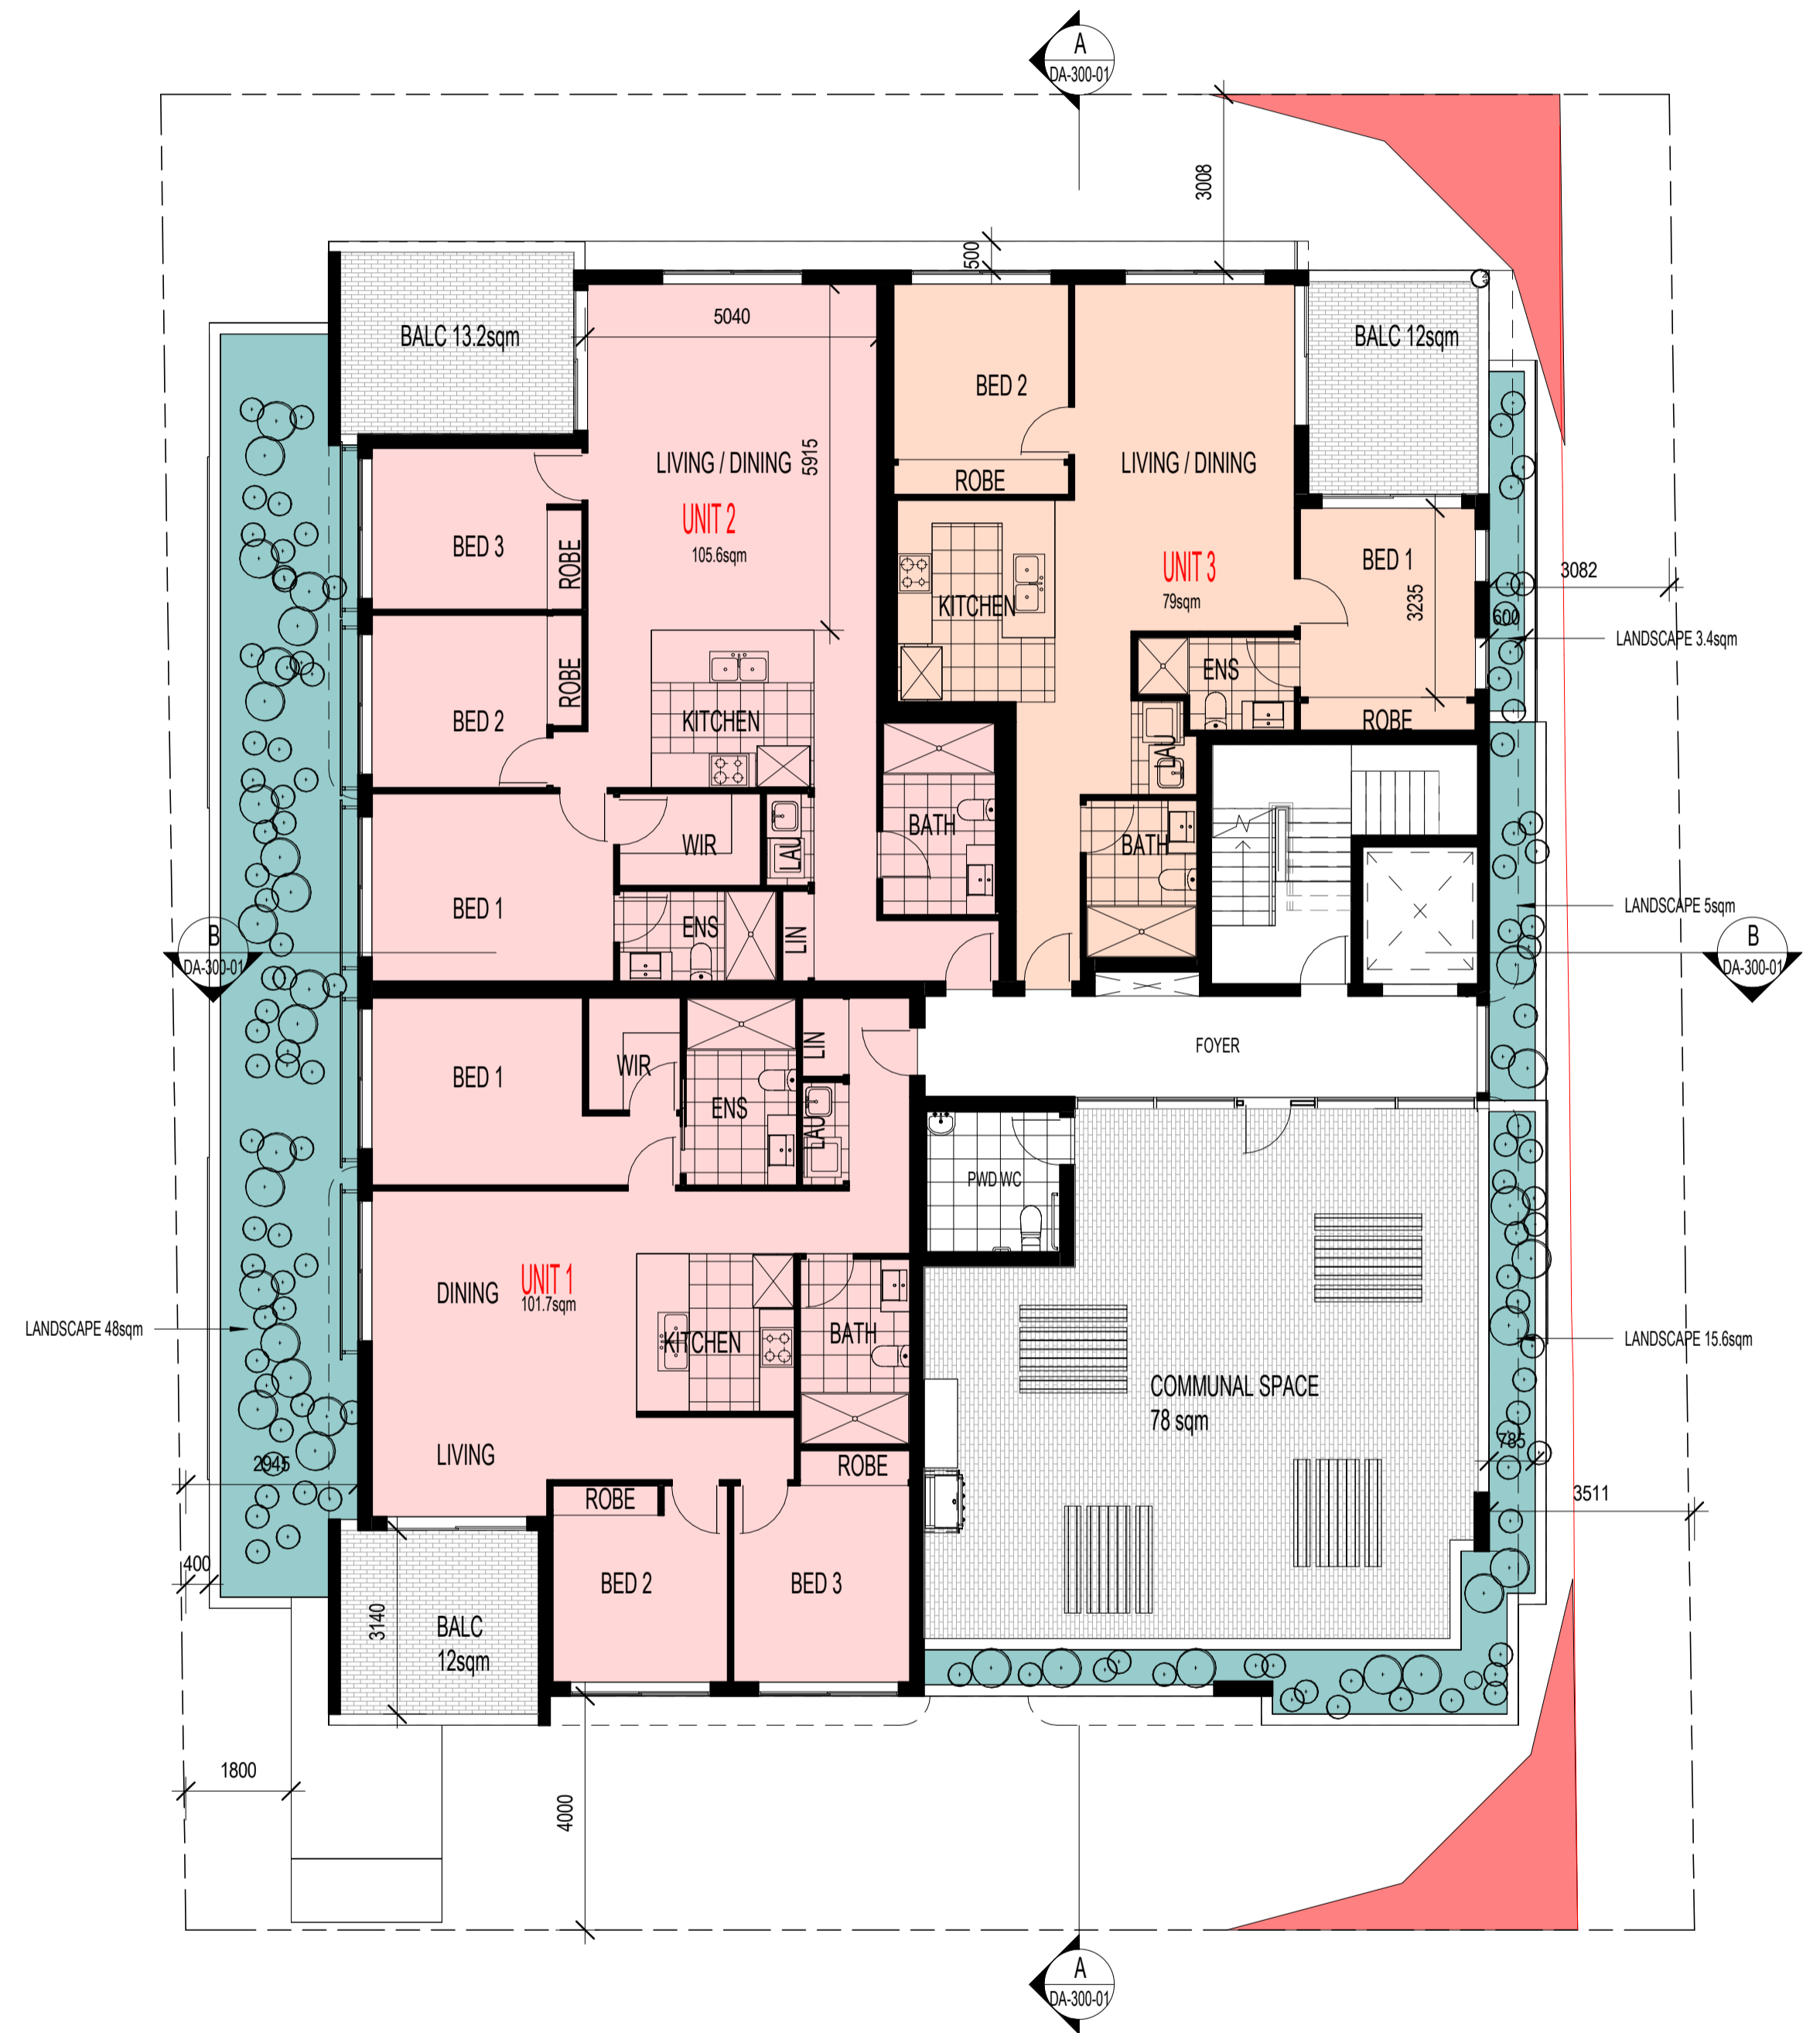 A
DA-300-01
3008
500
5040
BALC 13.2sqm
BALC 12sqm
BED 2
5915
LIVING / DINING
LIVING / DINING
ROBE
UNIT 2
105.6sqm
BED 3
ROBE
BED 1
UNIT 3
79sqm
3235
3082
KITCHEN
600
LANDSCAPE 3.4sqm
ROBE
ENS
BED 2
KITCHEN
ROBE
LAU
BATH
WIR
LAU
BATH
BED 1
LANDSCAPE 5sqm
ENS
LIN
B
DA-300-01
B
DA-300-01
LIN
FOYER
WIR
BED 1
ENS
LAU
PWD WC
UNIT 1
101.7sqm
DINING
LANDSCAPE 48sqm
KITCHEN
BATH
LANDSCAPE 15.6sqm
COMMUNAL SPACE
78 sqm
785
LIVING
2945
ROBE
ROBE
3511
400
BED 2
BED 3
3140
BALC
12sqm
1800
4000
A
DA-300-01